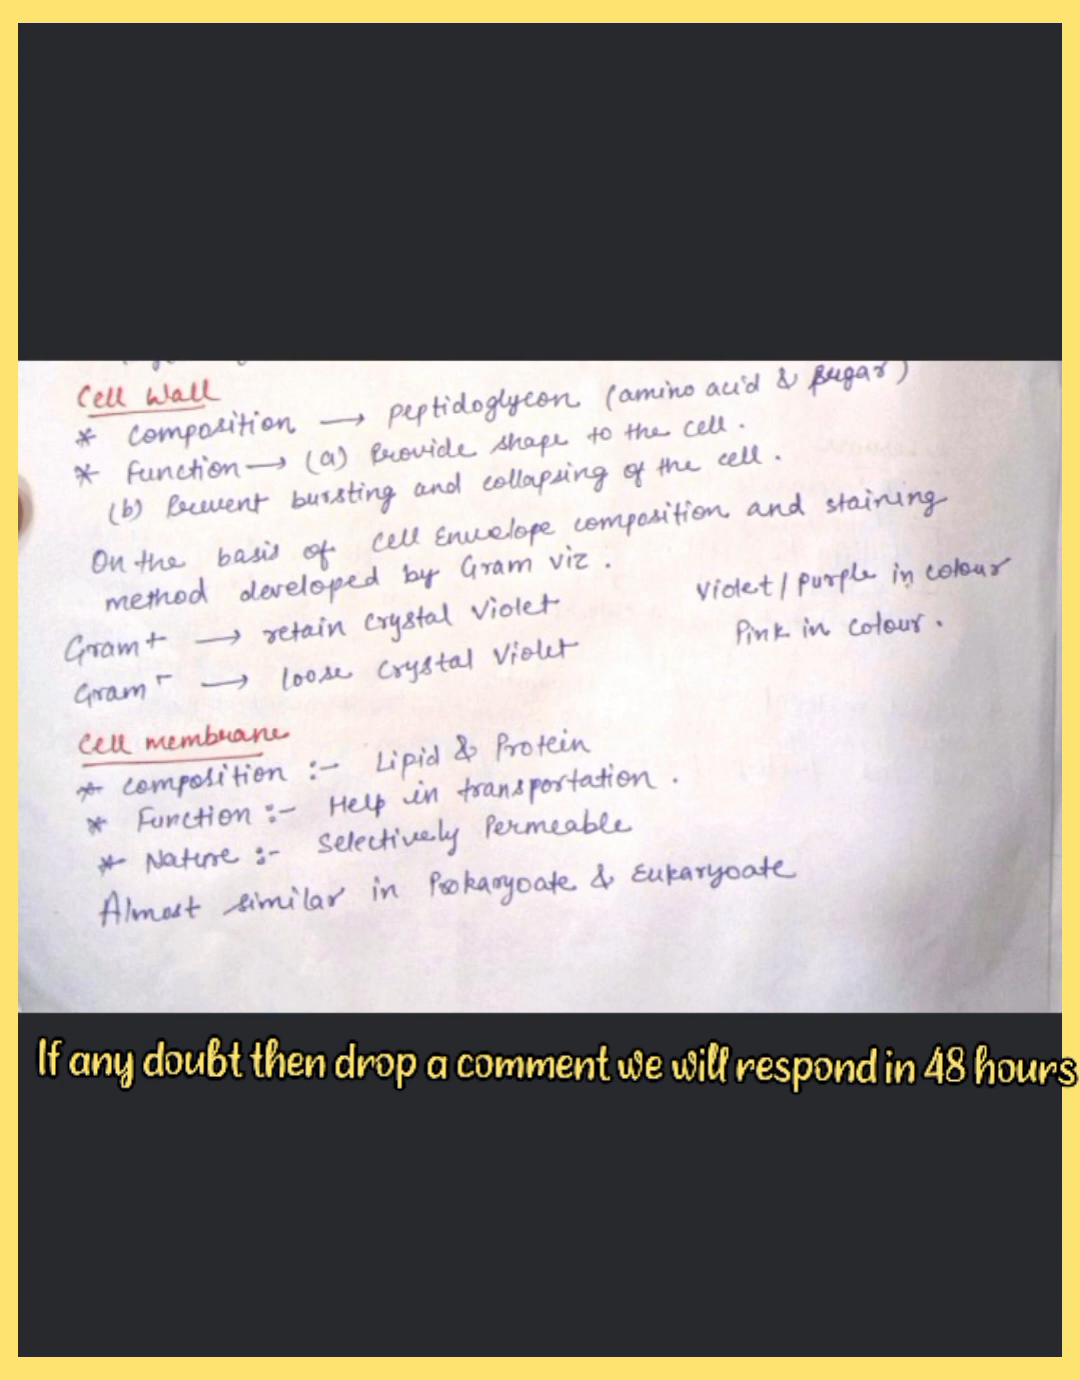 Cell Wall
* Composition → peptidoglycon (amino acid & sugar)
* Function → (a) Provide shape to the cell.
(b) Prevent bursting and collapsing of the cell.
On the basis of cell Envelope composition and staining
method developed by Gram viz.
Gram+ → retain crystal Violet Violet / purple in colour
Gram- → loose crystal Violet Pink in colour.
Cell membrane
* composition :- Lipid & Protein
* Function :- Help in transportation.
* Nature :- Selectively Permeable
Almost similar in Prokaryoate & Eukaryoate
If any doubt then drop a comment we will respond in 48 hours